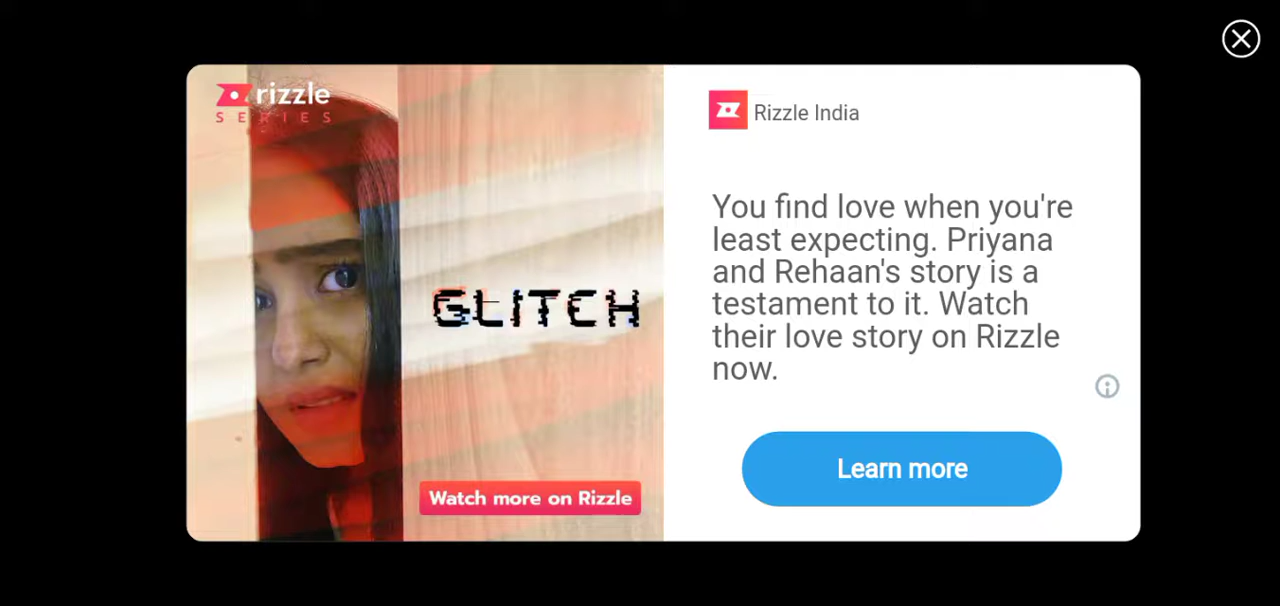 rizzle
SERIES
GLITCH
Watch more on Rizzle
Rizzle India
You find love when you're
least expecting. Priyana
and Rehaan's story is a
testament to it. Watch
their love story on Rizzle
now.
Learn more